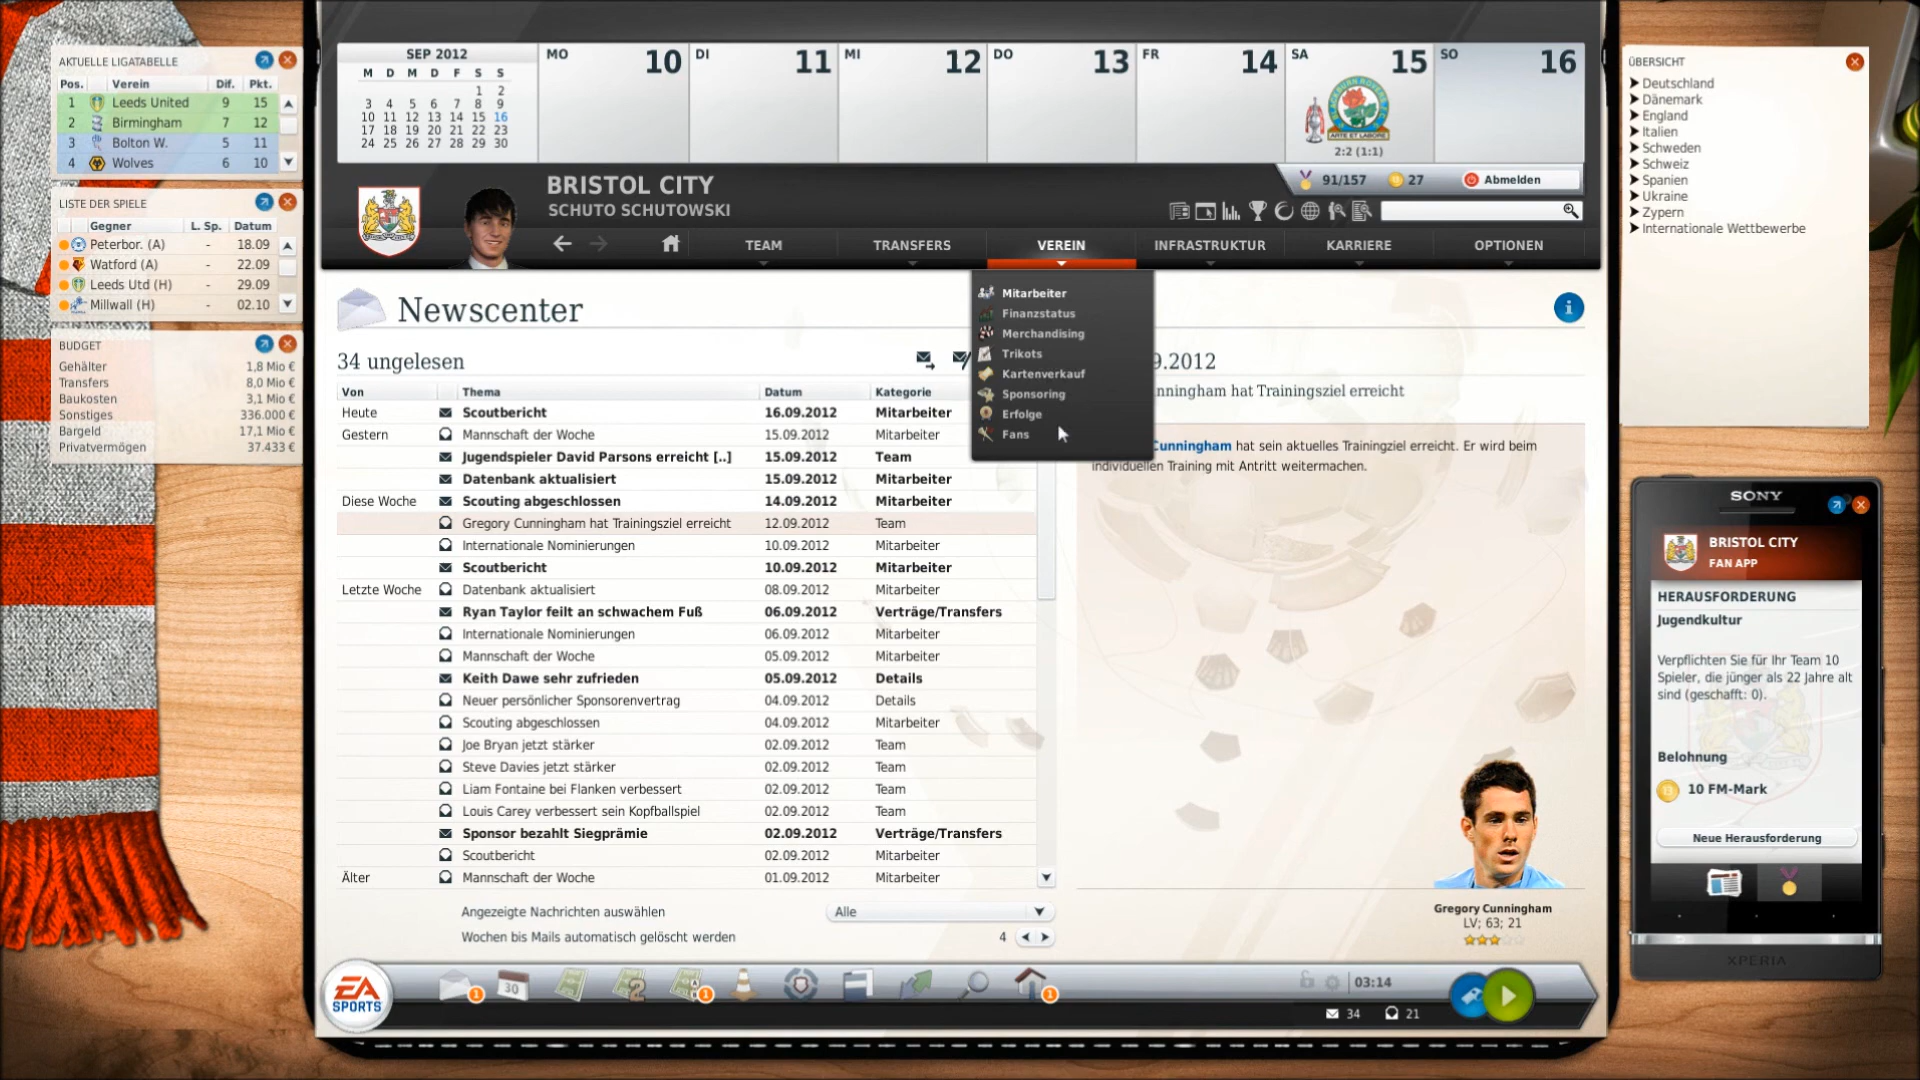 AKTUELLE LIGATABELLE
Pos. Verein Dif. Pkt.
1 Leeds United 9 15
2 Birmingham 7 12
3 Bolton W. 5 11
4 Wolves 6 10
LISTE DER SPIELE
Gegner L. Sp. Datum
Peterbor. (A) - 18.09
Watford (A) - 22.09
Leeds Utd (H) - 29.09
Millwall (H) - 02.10
BUDGET
Gehälter 1,8 Mio €
Transfers 8,0 Mio €
Baukosten 3,1 Mio €
Sonstiges 336.000 €
Bargeld 17,1 Mio €
Privatvermögen 37.433 €
SEP 2012
M D M D F S S
1 2
3 4 5 6 7 8 9
10 11 12 13 14 15 16
17 18 19 20 21 22 23
24 25 26 27 28 29 30
MO 10 DI 11 MI 12 DO 13 FR 14 SA 15 SO 16
ARTE ET LABORE
2:2 (1:1)
BRISTOL CITY
SCHUTO SCHUTOWSKI
91/157 27 Abmelden
TEAM TRANSFERS VEREIN INFRASTRUKTUR KARRIERE OPTIONEN
Mitarbeiter
Finanzstatus
Merchandising
Trikots
Kartenverkauf
Sponsoring
Erfolge
Fans
Newscenter
34 ungelesen
Von Thema Datum Kategorie
Heute Scoutbericht 16.09.2012 Mitarbeiter
Gestern Mannschaft der Woche 15.09.2012 Mitarbeiter
Jugendspieler David Parsons erreicht [..] 15.09.2012 Team
Datenbank aktualisiert 15.09.2012 Mitarbeiter
Diese Woche Scouting abgeschlossen 14.09.2012 Mitarbeiter
Gregory Cunningham hat Trainingsziel erreicht 12.09.2012 Team
Internationale Nominierungen 10.09.2012 Mitarbeiter
Scoutbericht 10.09.2012 Mitarbeiter
Letzte Woche Datenbank aktualisiert 08.09.2012 Mitarbeiter
Ryan Taylor feilt an schwachem Fuß 06.09.2012 Verträge/Transfers
Internationale Nominierungen 06.09.2012 Mitarbeiter
Mannschaft der Woche 05.09.2012 Mitarbeiter
Keith Dawe sehr zufrieden 05.09.2012 Details
Neuer persönlicher Sponsorenvertrag 04.09.2012 Details
Scouting abgeschlossen 04.09.2012 Mitarbeiter
Joe Bryan jetzt stärker 02.09.2012 Team
Steve Davies jetzt stärker 02.09.2012 Team
Liam Fontaine bei Flanken verbessert 02.09.2012 Team
Louis Carey verbessert sein Kopfballspiel 02.09.2012 Team
Sponsor bezahlt Siegprämie 02.09.2012 Verträge/Transfers
Scoutbericht 02.09.2012 Mitarbeiter
Älter Mannschaft der Woche 01.09.2012 Mitarbeiter
Angezeigte Nachrichten auswählen Alle
Wochen bis Mails automatisch gelöscht werden 4
9.2012
nningham hat Trainingsziel erreicht
Cunningham hat sein aktuelles Trainingziel erreicht. Er wird beim
individuellen Training mit Antritt weitermachen.
Gregory Cunningham
LV; 63; 21
EA
SPORTS
1 30 2 1 1
03:14
34 21
ÜBERSICHT
Deutschland
Dänemark
England
Italien
Schweden
Schweiz
Spanien
Ukraine
Zypern
Internationale Wettbewerbe
SONY
BRISTOL CITY
FAN APP
HERAUSFORDERUNG
Jugendkultur
Verpflichten Sie für Ihr Team 10
Spieler, die jünger als 22 Jahre alt
sind (geschafft: 0).
Belohnung
10 FM-Mark
Neue Herausforderung
XPERIA